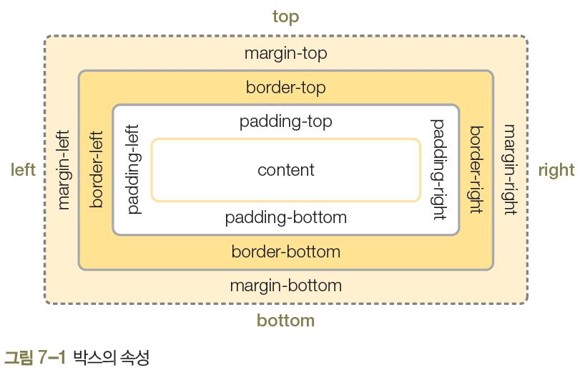 top
margin-top
border-top
padding-top
left
margin-left
border-left
padding-left
content
padding-right
border-right
margin-right
right
padding-bottom
border-bottom
margin-bottom
bottom
그림 7-1 박스의 속성